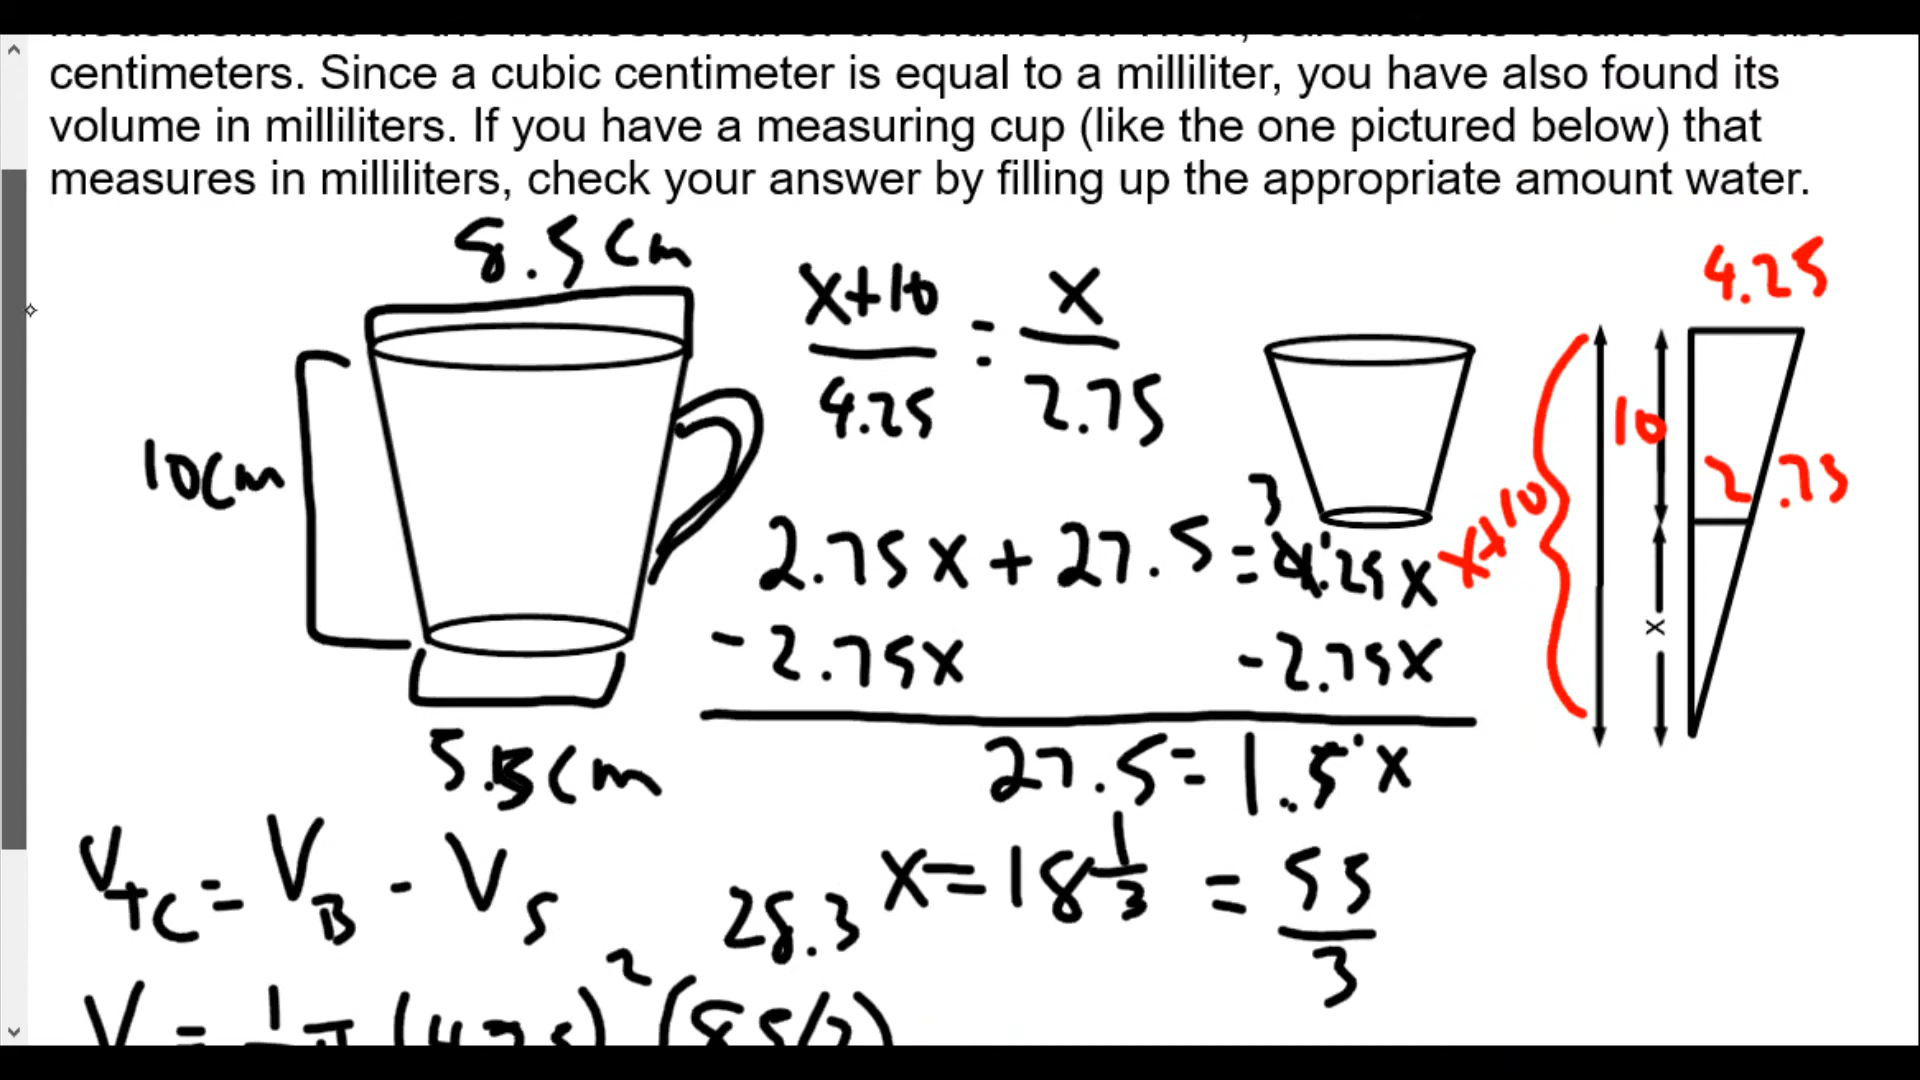 centimeters. Since a cubic centimeter is equal to a milliliter, you have also found its
volume in milliliters. If you have a measuring cup (like the one pictured below) that
measures in milliliters, check your answer by filling up the appropriate amount water.
8.5cm
10cm
5.5cm
x+10/4.25 = x/2.75
4.25
10
2.75
x+10
x
2.75x + 27.5 = 4.25x
3 1
- 2.75x - 2.75x
27.5 = 1.5x
x = 18 1/3 = 55/3
28.3
V_TC = V_B - V_S